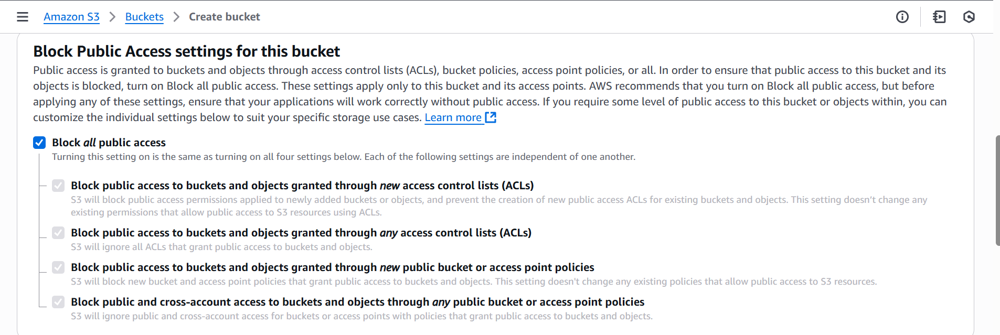 Amazon S3 > Buckets > Create bucket
Block Public Access settings for this bucket
Public access is granted to buckets and objects through access control lists (ACLs), bucket policies, access point policies, or all. In order to ensure that public access to this bucket and its
objects is blocked, turn on Block all public access. These settings apply only to this bucket and its access points. AWS recommends that you turn on Block all public access, but before
applying any of these settings, ensure that your applications will work correctly without public access. If you require some level of public access to this bucket or objects within, you can
customize the individual settings below to suit your specific storage use cases. Learn more
Block all public access
Turning this setting on is the same as turning on all four settings below. Each of the following settings are independent of one another.
Block public access to buckets and objects granted through new access control lists (ACLs)
S3 will block public access permissions applied to newly added buckets or objects, and prevent the creation of new public access ACLs for existing buckets and objects. This setting doesn’t change any
existing permissions that allow public access to S3 resources using ACLs.
Block public access to buckets and objects granted through any access control lists (ACLs)
S3 will ignore all ACLs that grant public access to buckets and objects.
Block public access to buckets and objects granted through new public bucket or access point policies
S3 will block new bucket and access point policies that grant public access to buckets and objects. This setting doesn't change any existing policies that allow public access to S3 resources.
Block public and cross-account access to buckets and objects through any public bucket or access point policies
S3 will ignore public and cross-account access for buckets or access points with policies that grant public access to buckets and objects.